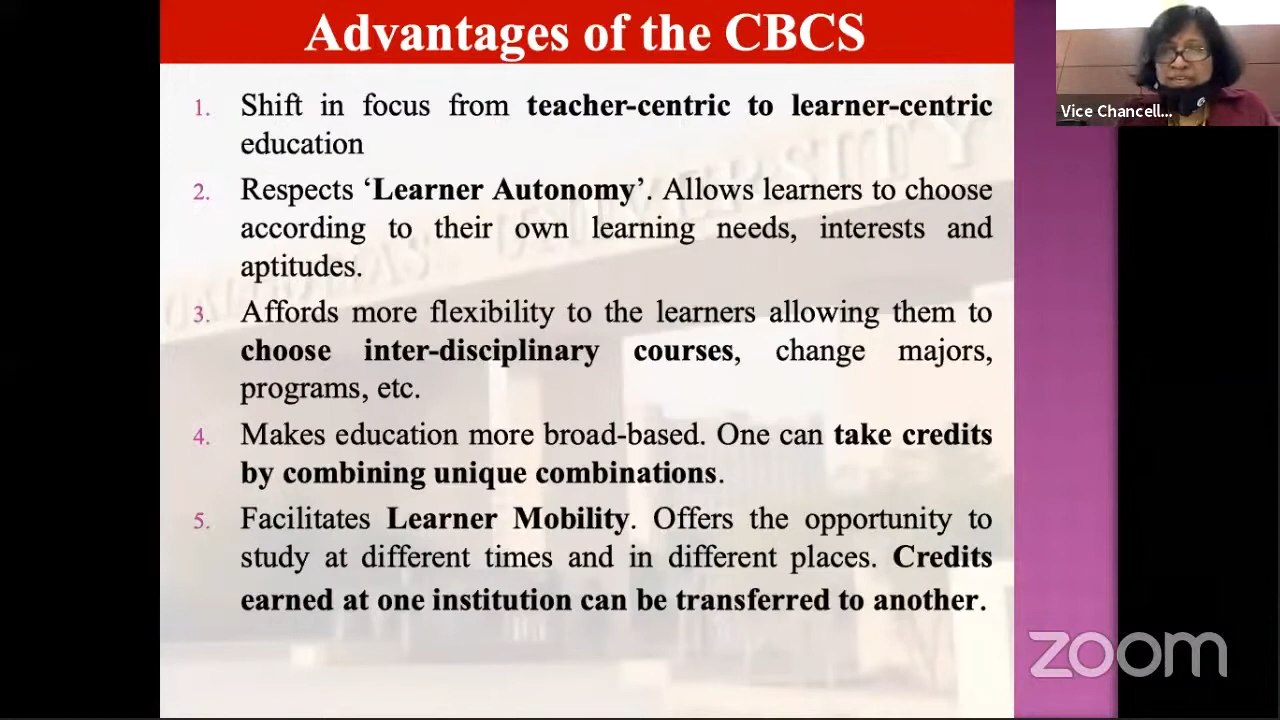 Advantages of the CBCS
1. Shift in focus from teacher-centric to learner-centric
education
2. Respects ‘Learner Autonomy’. Allows learners to choose
according to their own learning needs, interests and
aptitudes.
3. Affords more flexibility to the learners allowing them to
choose inter-disciplinary courses, change majors,
programs, etc.
4. Makes education more broad-based. One can take credits
by combining unique combinations.
5. Facilitates Learner Mobility. Offers the opportunity to
study at different times and in different places. Credits
earned at one institution can be transferred to another.
Vice Chancell...
zoom